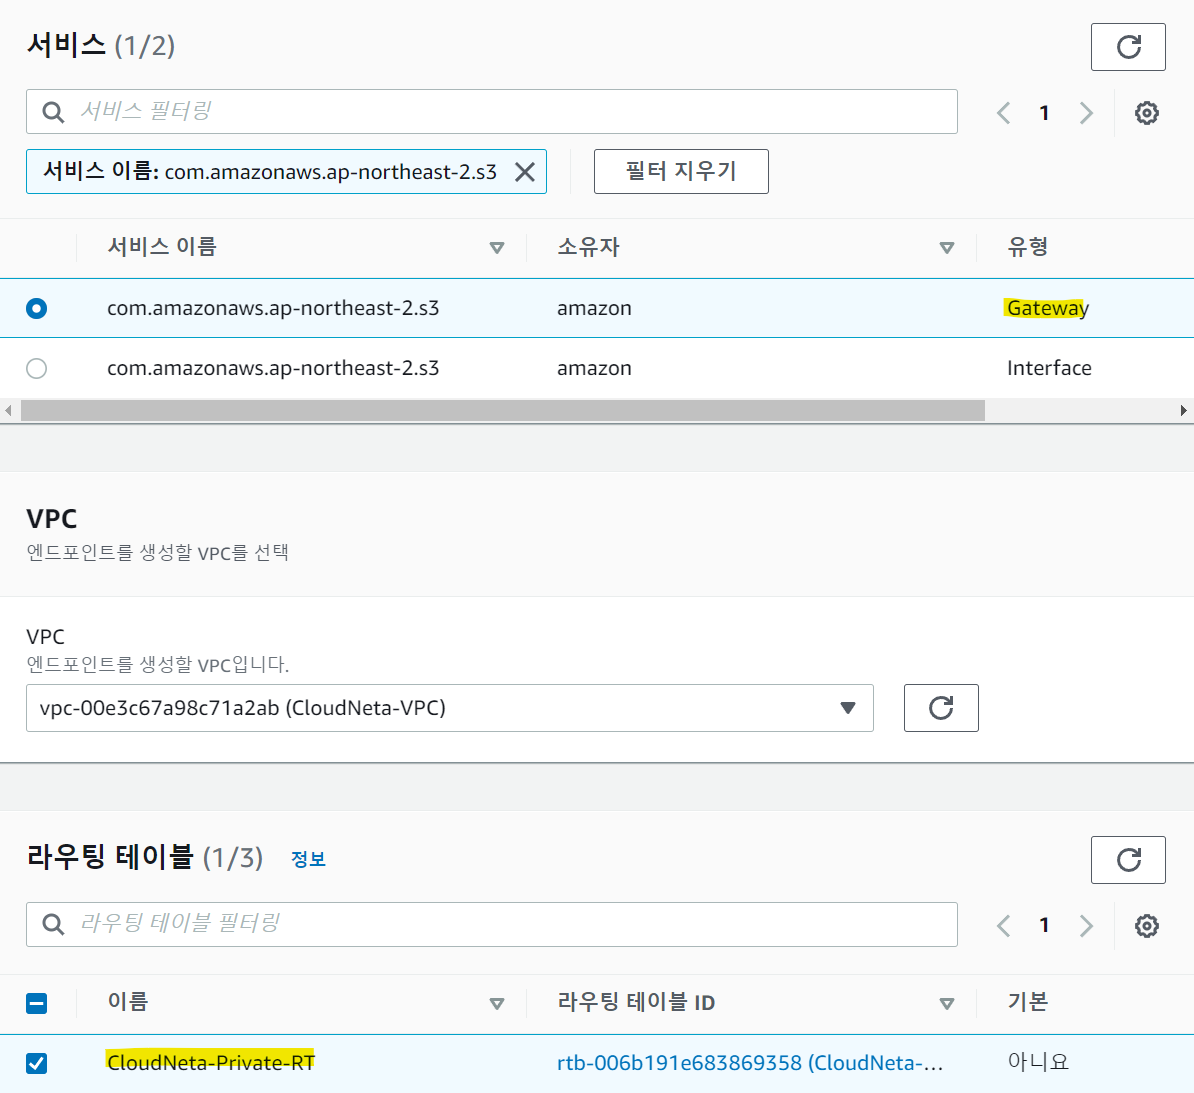 서비스 (1/2)
서비스 필터링
1
서비스 이름: com.amazonaws.ap-northeast-2.s3
필터 지우기
서비스 이름 소유자 유형
com.amazonaws.ap-northeast-2.s3 amazon Gateway
com.amazonaws.ap-northeast-2.s3 amazon Interface
VPC
엔드포인트를 생성할 VPC를 선택
VPC
엔드포인트를 생성할 VPC입니다.
vpc-00e3c67a98c71a2ab (CloudNeta-VPC)
라우팅 테이블 (1/3) 정보
라우팅 테이블 필터링
1
이름 라우팅 테이블 ID 기본
CloudNeta-Private-RT rtb-006b191e683869358 (CloudNeta-... 아니요